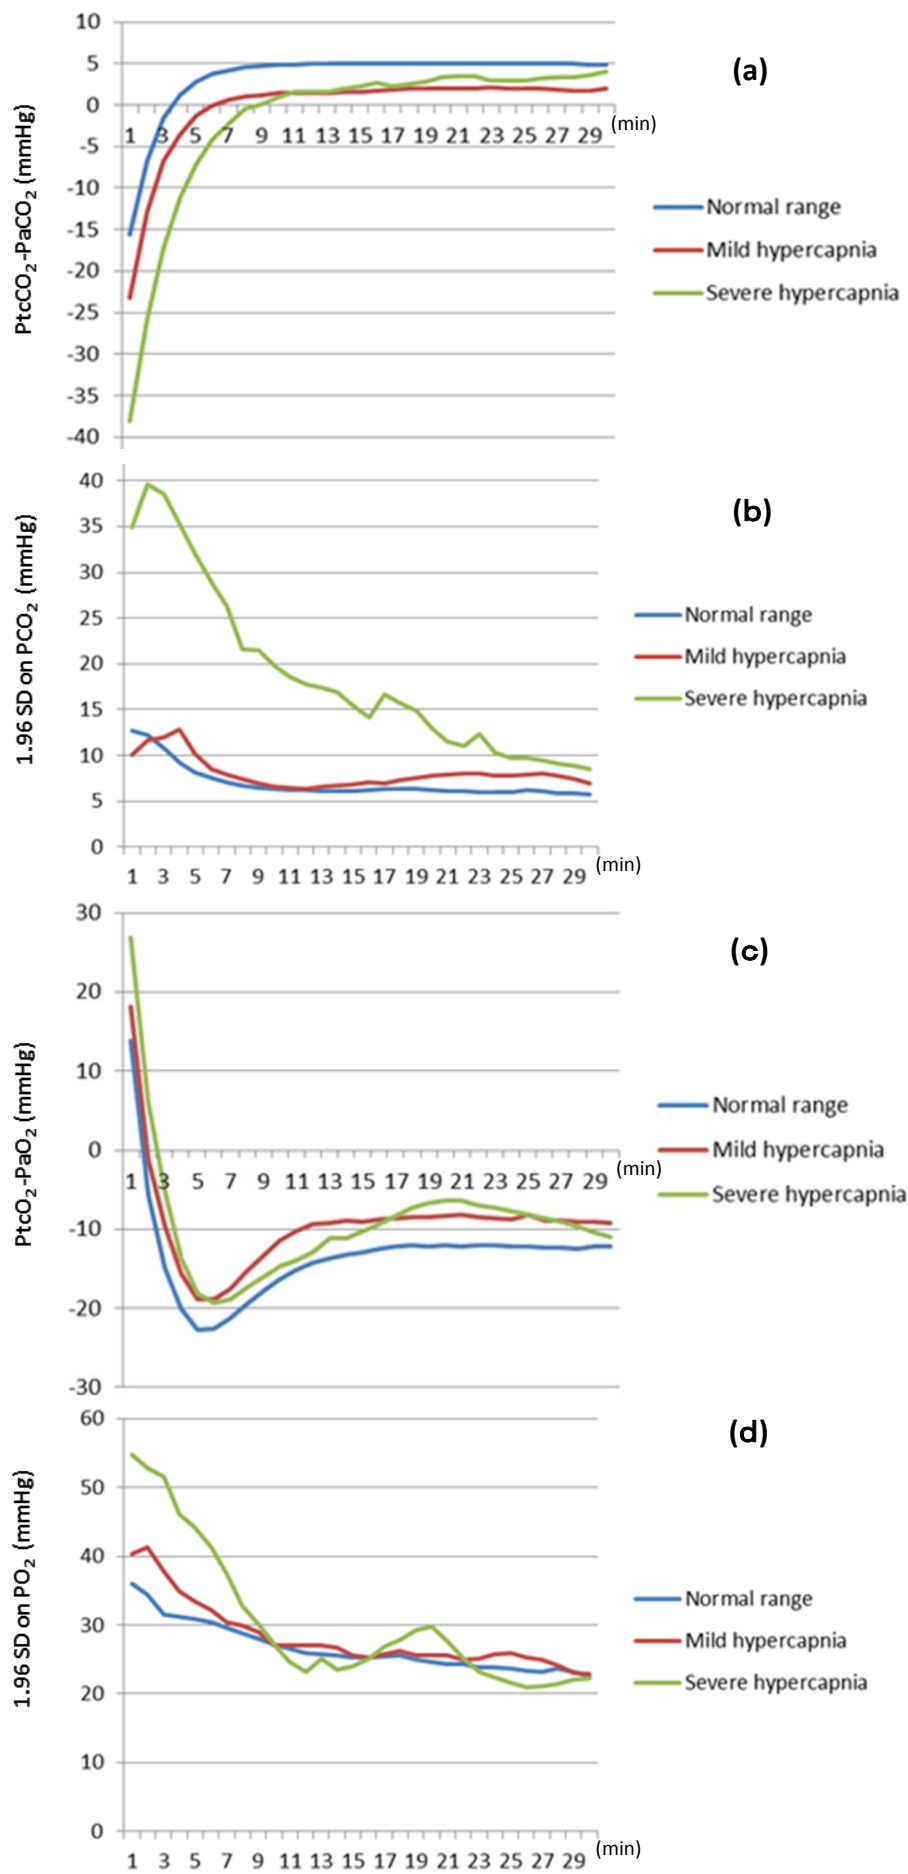 10
5
0
-5
-10
-15
-20
-25
-30
-35
-40
PtcCO2-PaCO2 (mmHg)
1 3 5 7 9 11 13 15 17 19 21 23 25 27 29 (min)
(a)
Normal range
Mild hypercapnia
Severe hypercapnia
40
35
30
25
20
15
10
5
0
1.96 SD on PCO2 (mmHg)
1 3 5 7 9 11 13 15 17 19 21 23 25 27 29 (min)
(b)
Normal range
Mild hypercapnia
Severe hypercapnia
30
20
10
0
-10
-20
-30
PtcO2-PaO2 (mmHg)
1 3 5 7 9 11 13 15 17 19 21 23 25 27 29 (min)
(c)
Normal range
Mild hypercapnia
Severe hypercapnia
60
50
40
30
20
10
0
1.96 SD on PO2 (mmHg)
1 3 5 7 9 11 13 15 17 19 21 23 25 27 29 (min)
(d)
Normal range
Mild hypercapnia
Severe hypercapnia